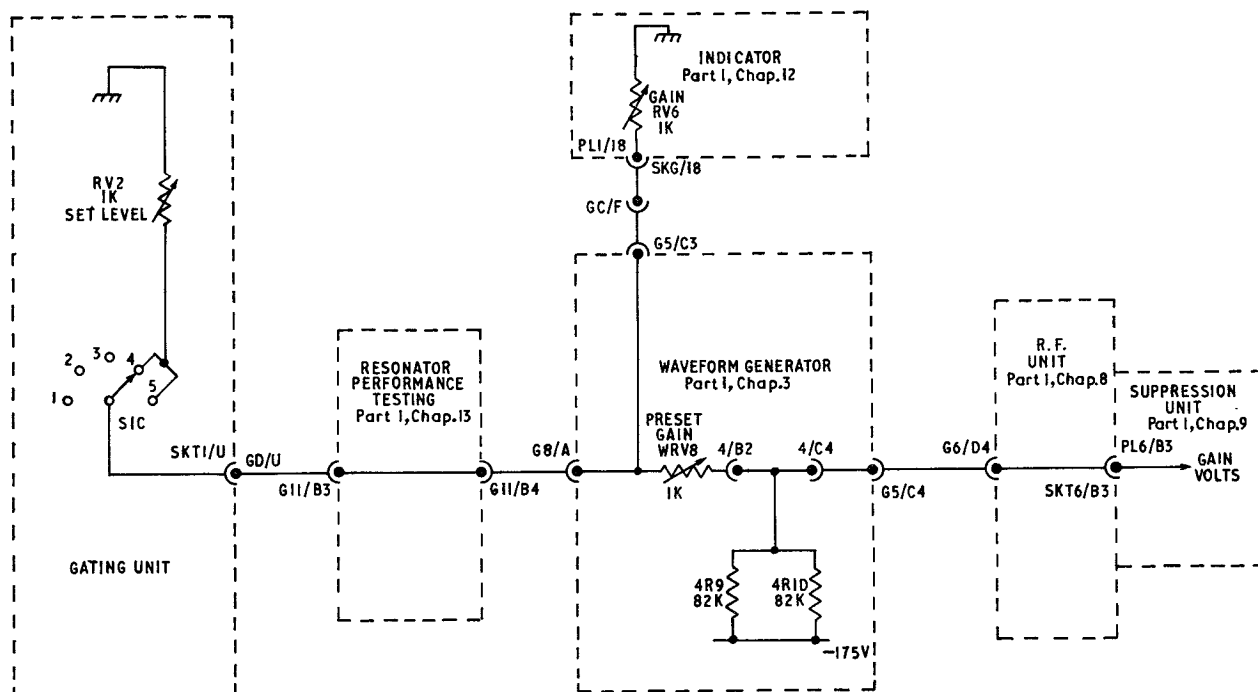 INDICATOR
Part 1, Chap. 12
GAIN
RV6
1K
PL1/18
SKG/18
GC/F
G5/C3
RV2
1K
SET LEVEL
1
2
3
4
5
S1C
SKT1/U
GD/U
GATING UNIT
RESONATOR
PERFORMANCE
TESTING
Part 1, Chap. 13
G11/B3
G11/B4
G8/A
WAVEFORM GENERATOR
Part 1, Chap. 3
PRESET
GAIN
WRV8
1K
4/B2
4/C4
G5/C4
4R9
82K
4R10
82K
-175V
R.F.
UNIT
Part 1, Chap. 8
G6/D4
SKT6/B3
SUPPRESSION
UNIT
Part 1, Chap. 9
PL6/B3
GAIN
VOLTS